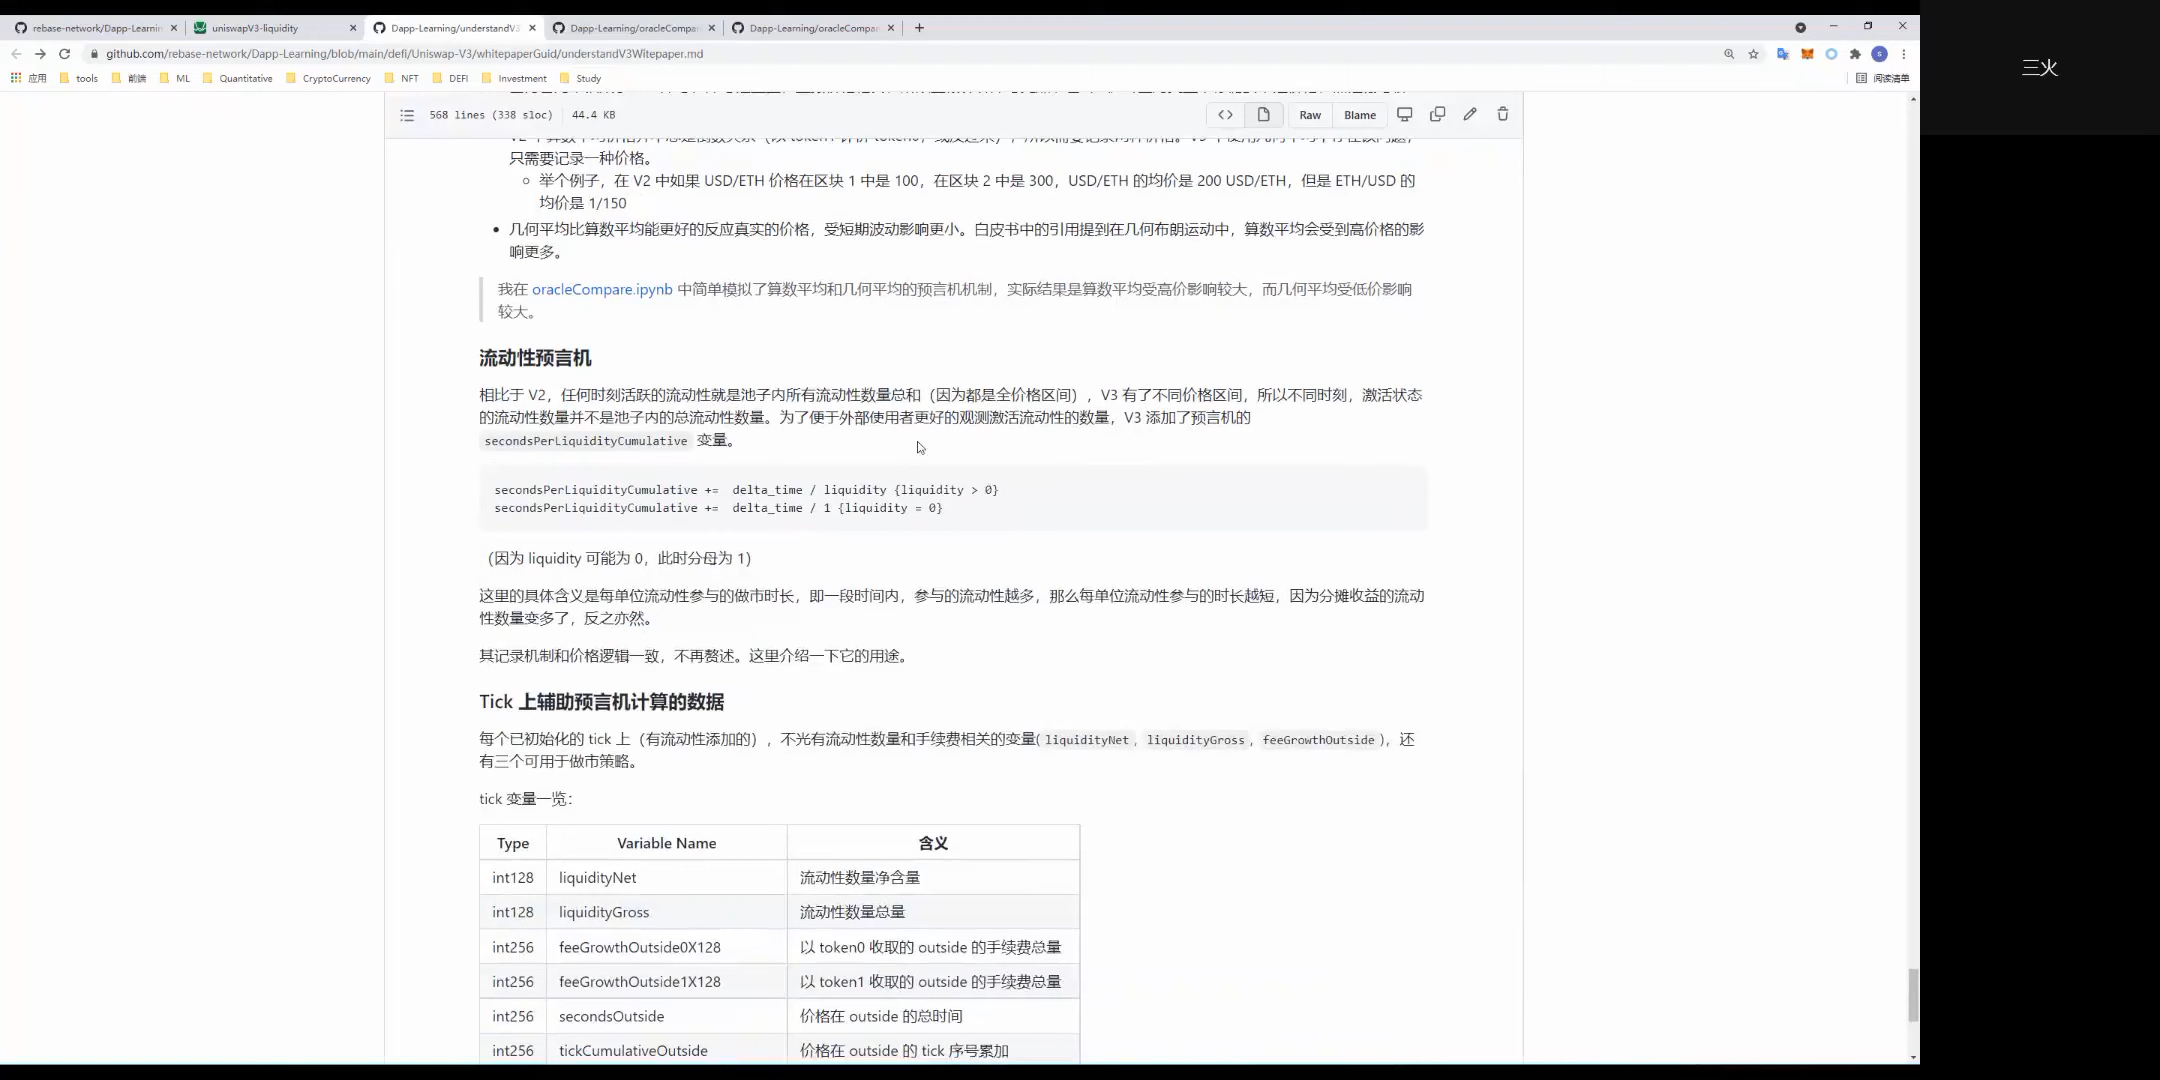 rebase-network/Dapp-Learnin
uniswapV3-liquidity
Dapp-Learning/understandV3
Dapp-Learning/oracleCompar
Dapp-Learning/oracleCompar
github.com/rebase-network/Dapp-Learning/blob/main/defi/Uniswap-V3/whitepaperGuid/understandV3Witepaper.md
应用 tools 前端 ML Quantitative CryptoCurrency NFT DEFI Investment Study 阅读清单
三火
568 lines (338 sloc) 44.4 KB Raw Blame
只需要记录一种价格。
举个例子，在 V2 中如果 USD/ETH 价格在区块 1 中是 100，在区块 2 中是 300，USD/ETH 的均价是 200 USD/ETH，但是 ETH/USD 的
均价是 1/150
几何平均比算数平均能更好的反应真实的价格，受短期波动影响更小。白皮书中的引用提到在几何布朗运动中，算数平均会受到高价格的影
响更多。
我在 oracleCompare.ipynb 中简单模拟了算数平均和几何平均的预言机机制，实际结果是算数平均受高价影响较大，而几何平均受低价影响
较大。
流动性预言机
相比于 V2，任何时刻活跃的流动性就是池子内所有流动性数量总和（因为都是全价格区间），V3 有了不同价格区间，所以不同时刻，激活状态
的流动性数量并不是池子内的总流动性数量。为了便于外部使用者更好的观测激活流动性的数量，V3 添加了预言机的
secondsPerLiquidityCumulative 变量。
secondsPerLiquidityCumulative += delta_time / liquidity {liquidity > 0}
secondsPerLiquidityCumulative += delta_time / 1 {liquidity = 0}
（因为 liquidity 可能为 0，此时分母为 1）
这里的具体含义是每单位流动性参与的做市时长，即一段时间内，参与的流动性越多，那么每单位流动性参与的时长越短，因为分摊收益的流动
性数量变多了，反之亦然。
其记录机制和价格逻辑一致，不再赘述。这里介绍一下它的用途。
Tick 上辅助预言机计算的数据
每个已初始化的 tick 上（有流动性添加的），不光有流动性数量和手续费相关的变量( liquidityNet, liquidityGross, feeGrowthOutside )，还
有三个可用于做市策略。
tick 变量一览：
Type Variable Name 含义
int128 liquidityNet 流动性数量净含量
int128 liquidityGross 流动性数量总量
int256 feeGrowthOutside0X128 以 token0 收取的 outside 的手续费总量
int256 feeGrowthOutside1X128 以 token1 收取的 outside 的手续费总量
int256 secondsOutside 价格在 outside 的总时间
int256 tickCumulativeOutside 价格在 outside 的 tick 序号累加